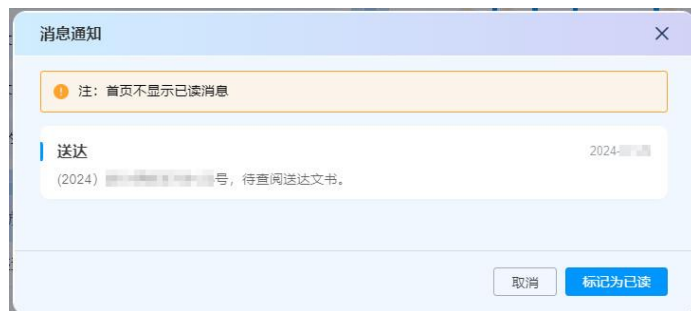 消息通知
注：首页不显示已读消息
送达
2024-
(2024) 号，待查阅送达文书。
取消
标记为已读